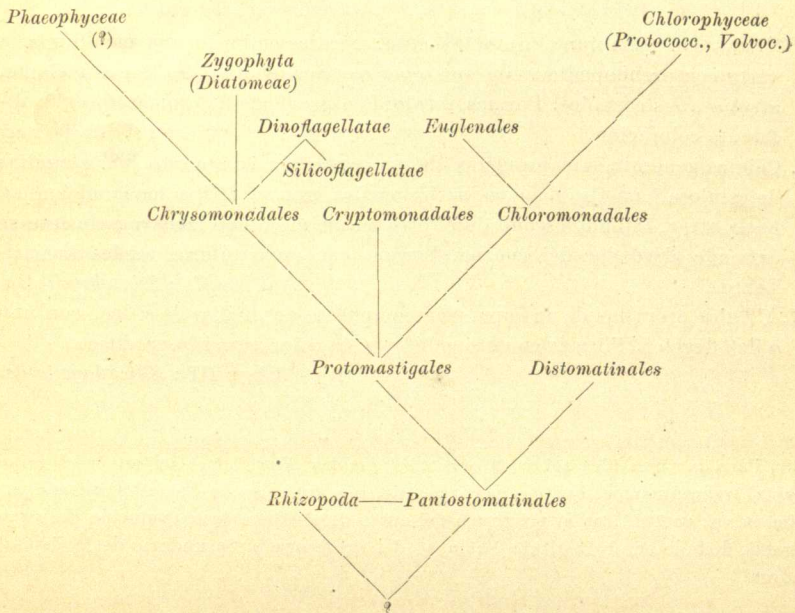 Phaeophyceae
(?)
Chlorophyceae
(Protococc., Volvoc.)
Zygophyta
(Diatomeae)
Dinoflagellatae
Euglenales
Silicoflagellatae
Chrysomonadales
Cryptomonadales
Chloromonadales
Protomastigales
Distomatinales
Rhizopoda
Pantostomatinales
?